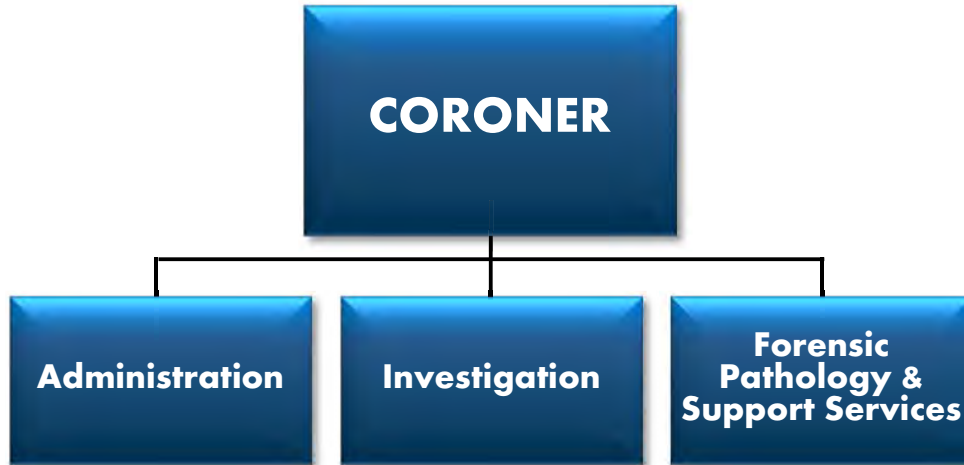 CORONER
Administration
Investigation
Forensic
Pathology &
Support Services